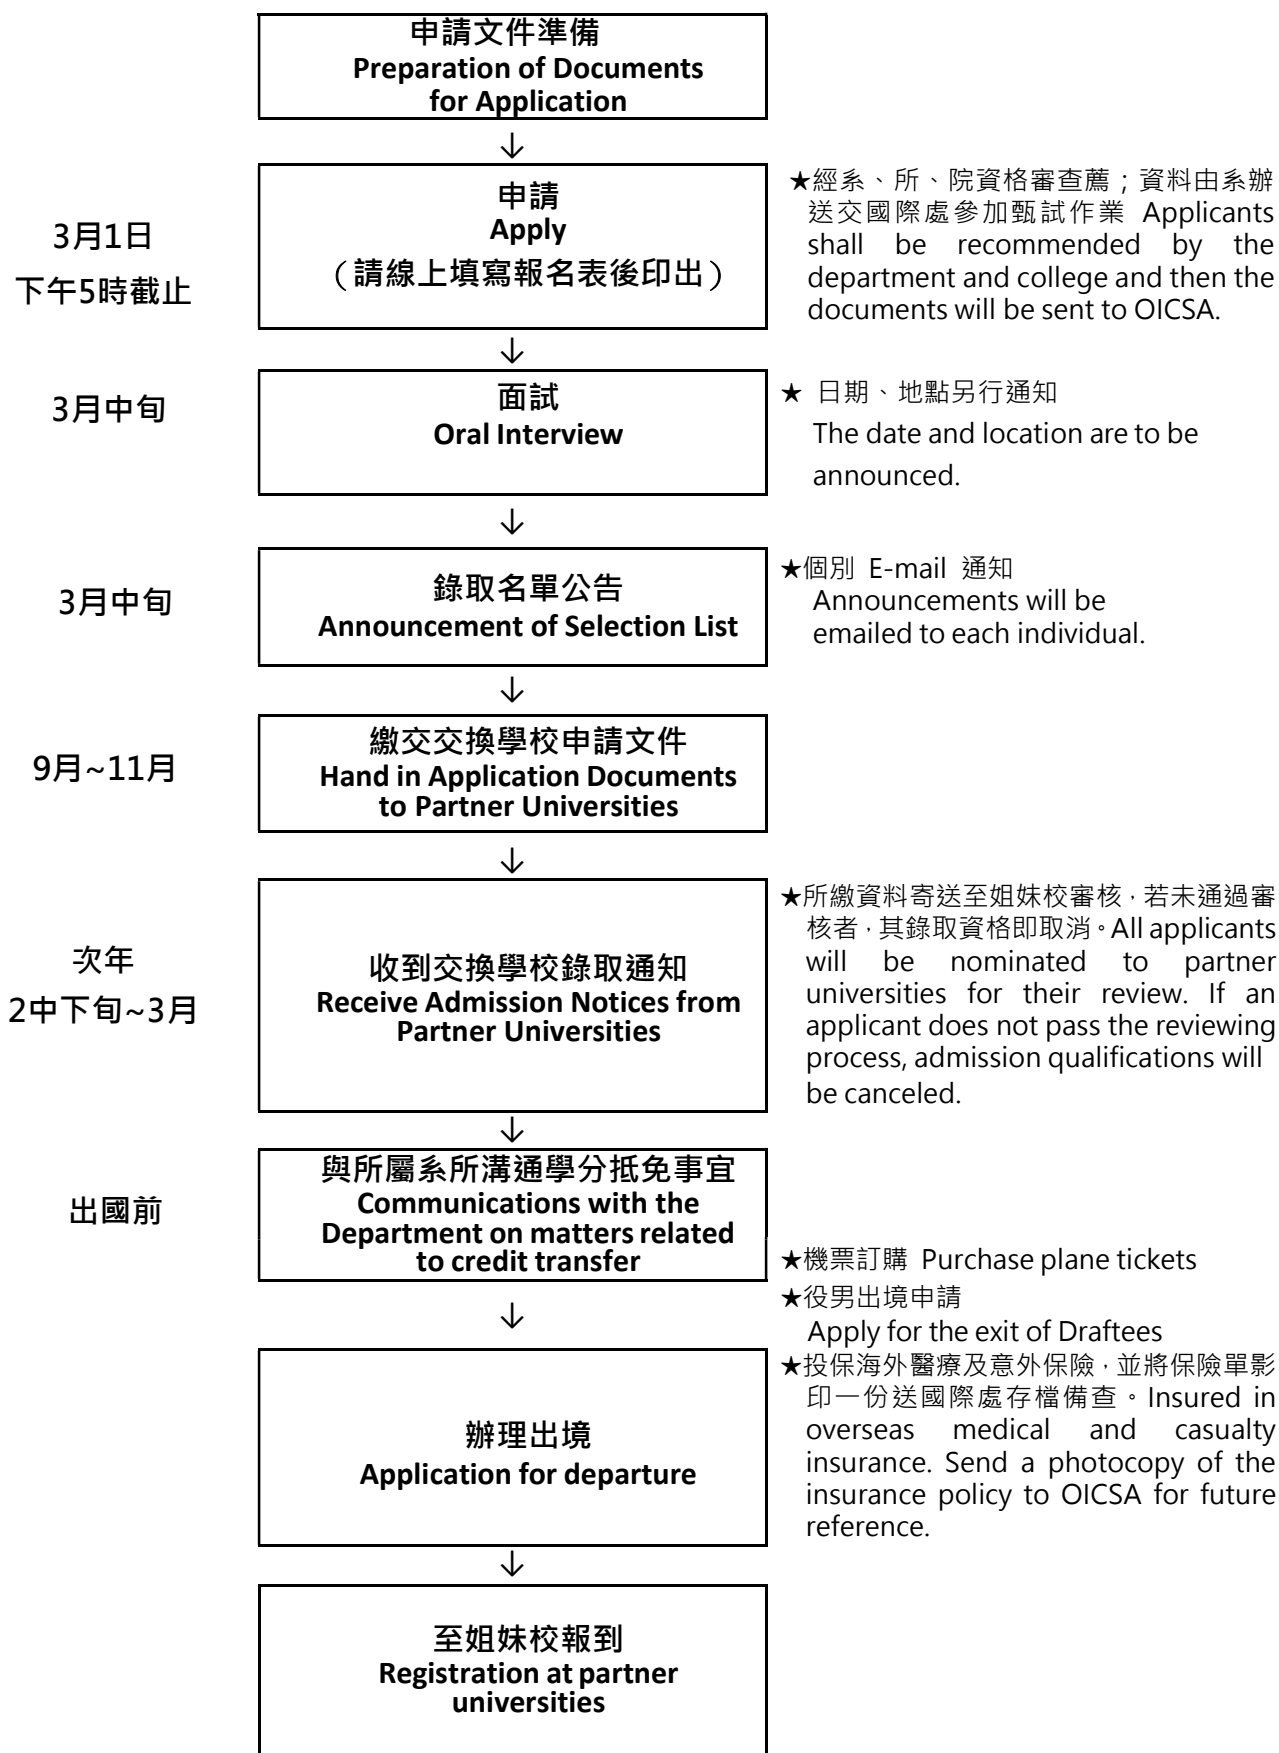 申請文件準備
Preparation of Documents
for Application
↓
3月1日
下午5時截止
申請
Apply
（請線上填寫報名表後印出）
★經系、所、院資格審查薦；資料由系辦
送交國際處參加甄試作業 Applicants
shall be recommended by the
department and college and then the
documents will be sent to OICSA.
↓
3月中旬
面試
Oral Interview
★ 日期、地點另行通知
The date and location are to be
announced.
↓
3月中旬
錄取名單公告
Announcement of Selection List
★個別 E-mail 通知
Announcements will be
emailed to each individual.
↓
9月~11月
繳交交換學校申請文件
Hand in Application Documents
to Partner Universities
↓
次年
2中下旬~3月
收到交換學校錄取通知
Receive Admission Notices from
Partner Universities
★所繳資料寄送至姐妹校審核，若未通過審
核者，其錄取資格即取消。All applicants
will be nominated to partner
universities for their review. If an
applicant does not pass the reviewing
process, admission qualifications will
be canceled.
↓
出國前
與所屬系所溝通學分抵免事宜
Communications with the
Department on matters related
to credit transfer
↓
辦理出境
Application for departure
★機票訂購 Purchase plane tickets
★役男出境申請
Apply for the exit of Draftees
★投保海外醫療及意外保險，並將保險單影
印一份送國際處存檔備查。Insured in
overseas medical and casualty
insurance. Send a photocopy of the
insurance policy to OICSA for future
reference.
↓
至姐妹校報到
Registration at partner
universities